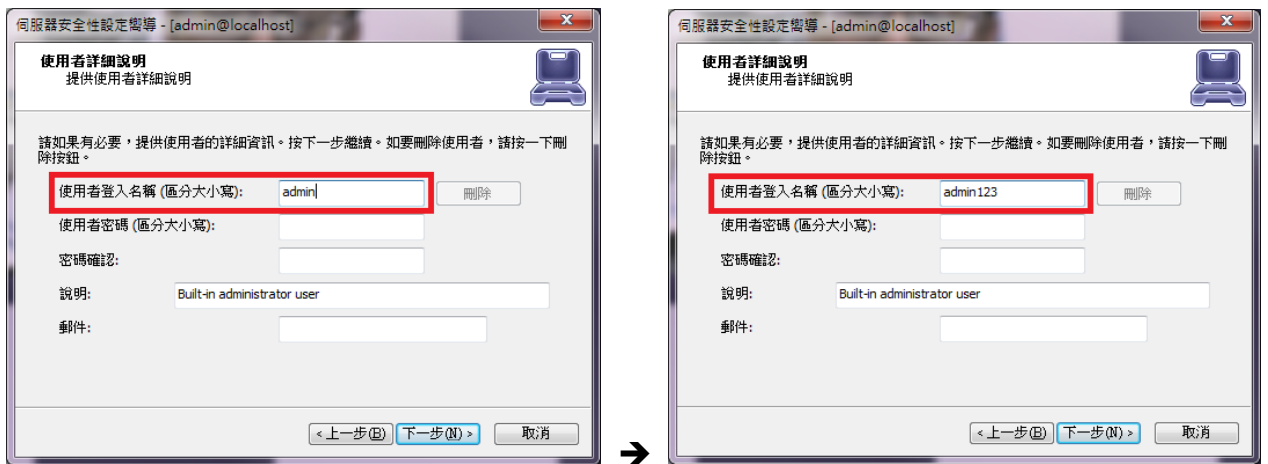 伺服器安全性設定嚮導 - [admin@localhost]
使用者詳細說明
提供使用者詳細說明
請如果有必要，提供使用者的詳細資訊。按下一步繼續。如要刪除使用者，請按一下刪
除按鈕。
使用者登入名稱 (區分大小寫): admin 刪除
使用者密碼 (區分大小寫):
密碼確認:
說明: Built-in administrator user
郵件:
<上一步(B) 下一步(N) > 取消
➔
伺服器安全性設定嚮導 - [admin@localhost]
使用者詳細說明
提供使用者詳細說明
請如果有必要，提供使用者的詳細資訊。按下一步繼續。如要刪除使用者，請按一下刪
除按鈕。
使用者登入名稱 (區分大小寫): admin123 刪除
使用者密碼 (區分大小寫):
密碼確認:
說明: Built-in administrator user
郵件:
<上一步(B) 下一步(N) > 取消